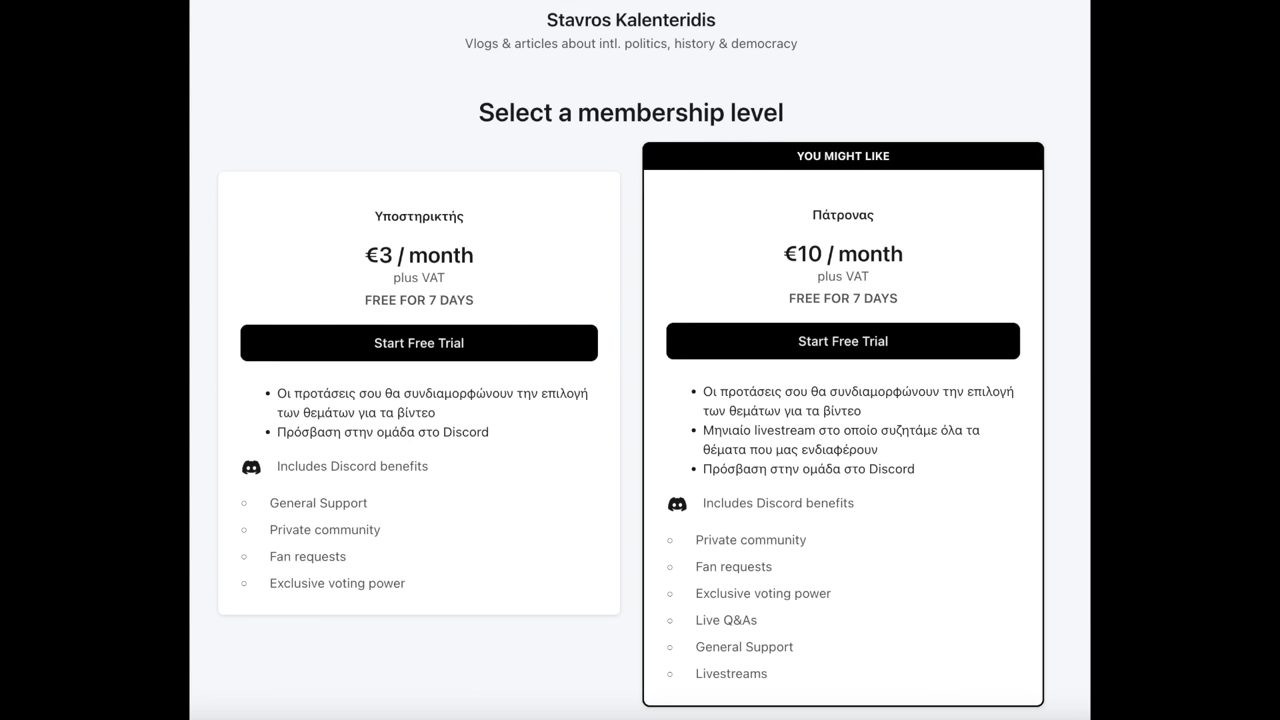 Stavros Kalenteridis
Vlogs & articles about intl. politics, history & democracy
Select a membership level
Υποστηρικτής
€3 / month
plus VAT
FREE FOR 7 DAYS
Start Free Trial
• Οι προτάσεις σου θα συνδιαμορφώνουν την επιλογή
των θεμάτων για τα βίντεο
• Πρόσβαση στην ομάδα στο Discord
Includes Discord benefits
General Support
Private community
Fan requests
Exclusive voting power
YOU MIGHT LIKE
Πάτρονας
€10 / month
plus VAT
FREE FOR 7 DAYS
Start Free Trial
• Οι προτάσεις σου θα συνδιαμορφώνουν την επιλογή
των θεμάτων για τα βίντεο
• Μηνιαίο livestream στο οποίο συζητάμε όλα τα
θέματα που μας ενδιαφέρουν
• Πρόσβαση στην ομάδα στο Discord
Includes Discord benefits
Private community
Fan requests
Exclusive voting power
Live Q&As
General Support
Livestreams